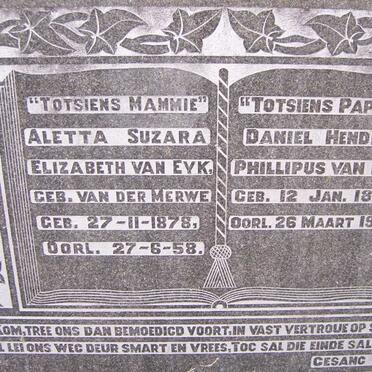 "TOTSIENS MAMMIE"
ALETTA SUZARA
ELIZABETH VAN EYK.
GEB. VAN DER MERWE
GEB. 27-11-1878,
OORL. 27-6-58.
"TOTSIENS PAP
DANIEL HEND
PHILLIPUS VAN
GEB. 12 JAN. 18
OORL. 26 MAART 19
KOM, TREE ONS DAN BEMOEDIGD VOORT, IN VAST VERTROUE OP S
L LEI ONS WEG DEUR SMART EN VREES, TOG SAL DIE EINDE SAL
GESANG